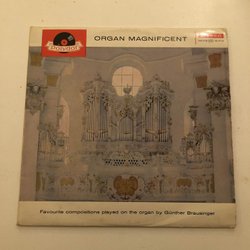 Polydor
ORGAN MAGNIFICENT
Favourite compositions played on the organ by Günther Brausinger